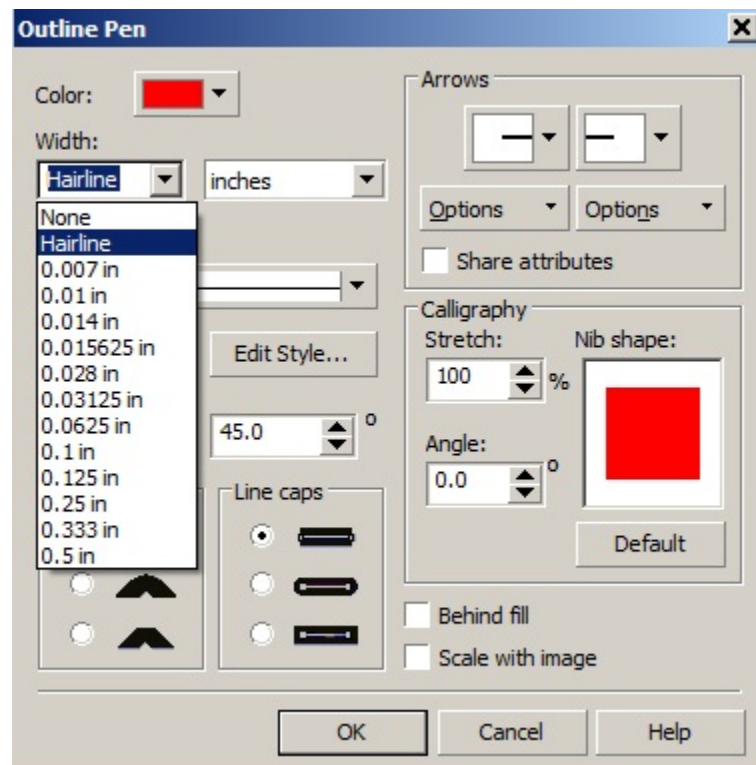 Outline Pen
Color:
Width:
Hairline
inches
None
Hairline
0.007 in
0.01 in
0.014 in
0.015625 in
0.028 in
0.03125 in
0.0625 in
0.1 in
0.125 in
0.25 in
0.333 in
0.5 in
Edit Style...
45.0 °
Line caps
Arrows
Options
Options
Share attributes
Calligraphy
Stretch:
100 %
Angle:
0.0 °
Nib shape:
Default
Behind fill
Scale with image
OK
Cancel
Help